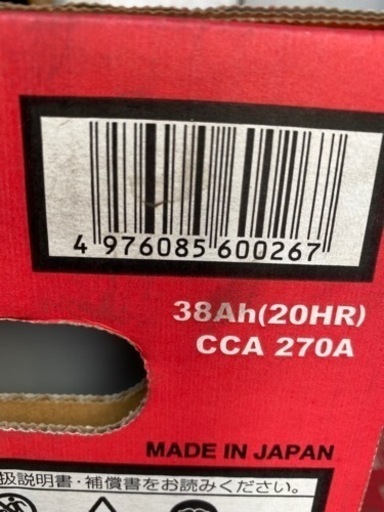 4 976085 600267
38Ah(20HR)
CCA 270A
MADE IN JAPAN
扱説明書・補償書をお読みください。